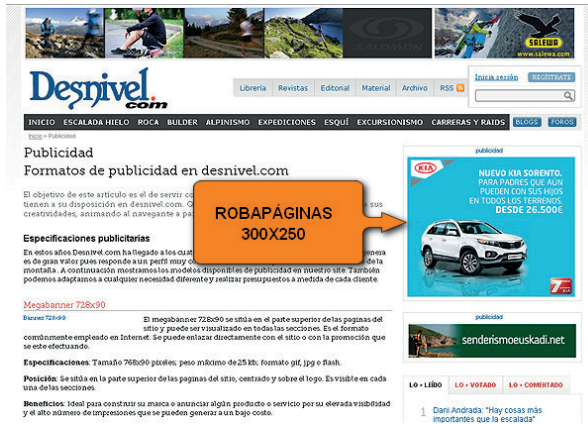 SALOMON
SALEWA
www.salewa.com
Desnivel.com
Librería Revistas Editorial Material Archivo RSS
Inicia sesión REGÍSTRATE
INICIO ESCALADA HIELO ROCA BULDER ALPINISMO EXPEDICIONES ESQUÍ EXCURSIONISMO CARRERAS Y RAIDS BLOGS FOROS
Inicio » Publicidad
Publicidad
Formatos de publicidad en desnivel.com
El objetivo de este artículo es el de servir
tienen a su disposición en desnivel.com.
sus
creatividades, animando al navegante a
Especificaciones publicitarias
En estos años Desnivel.com ha llegado a los
es de gran valor pues responde a un perfil muy
de la
montaña. A continuación mostramos los modelos disponibles de publicidad en nuestro site. También
podemos adaptarnos a cualquier necesidad diferente y realizar presupuestos a medida de cada cliente.
Megabanner 728x90
Banner 728x90
El megabanner 728x90 se sitúa en el parte superior de las paginas del
sitio y puede ser visualizado en todas las secciones. Es el formato
comúnmente empleado en Internet. Se puede enlazar directamente con el sitio o con la promoción que
se esté efectuando.
Especificaciones: Tamaño 768x90 píxeles; peso máximo de 25 kb; formato gif, jpg o flash.
Posición: Se sitúa en la parte superior de las paginas del sitio, centrado y sobre el logo. Es visible en cada
una de las secciones.
Beneficios: Ideal para construir su marca o anunciar algún producto o servicio por su elevada visibilidad
y el alto número de impresiones que se pueden generar a un bajo costo.
ROBAPÁGINAS
300X250
publicidad
KIA
NUEVO KIA SORENTO.
PARA PADRES QUE AÚN
PUEDEN CON SUS HIJOS
EN TODOS LOS TERRENOS.
DESDE 26.500€
7
publicidad
senderismoeuskadi.net
LO + LEÍDO LO + VOTADO LO + COMENTADO
1 Dani Andrada: "Hay cosas más
importantes que la escalada"